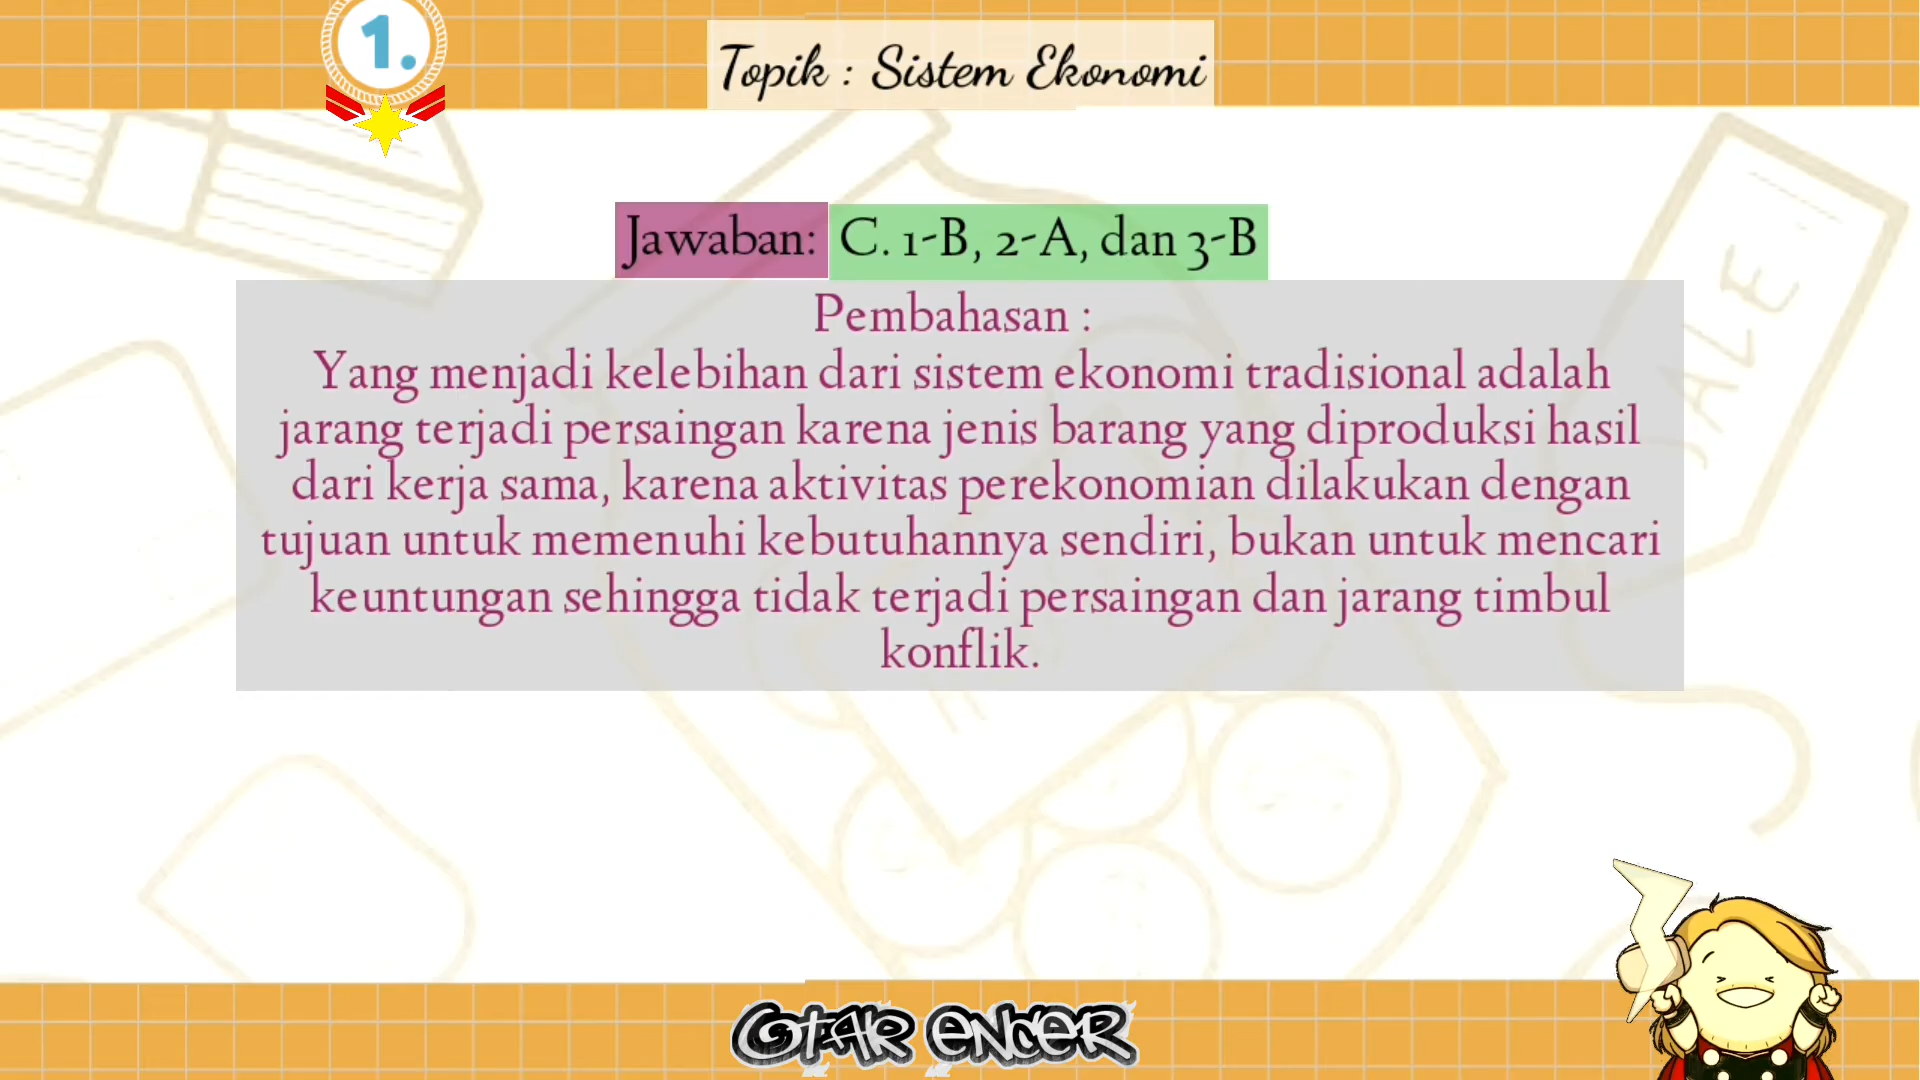 1.
Topik : Sistem Ekonomi
Jawaban: C. 1-B, 2-A, dan 3-B
Pembahasan :
Yang menjadi kelebihan dari sistem ekonomi tradisional adalah
jarang terjadi persaingan karena jenis barang yang diproduksi hasil
dari kerja sama, karena aktivitas perekonomian dilakukan dengan
tujuan untuk memenuhi kebutuhannya sendiri, bukan untuk mencari
keuntungan sehingga tidak terjadi persaingan dan jarang timbul
konflik.
SALE
OTAK ENCER